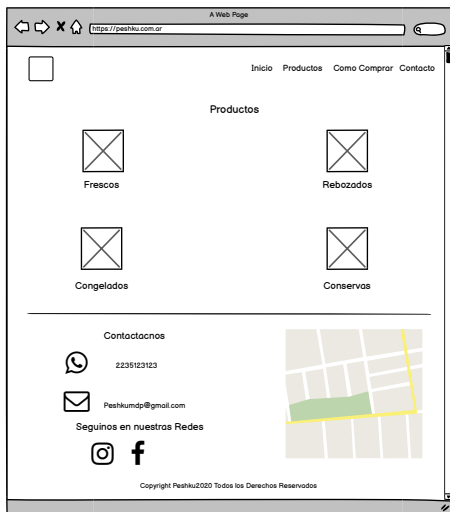 A Web Page
https://peshku.com.ar
Inicio Productos Como Comprar Contacto
Productos
Frescos Rebozados
Congelados Conservas
Contactacnos
2235123123
Peshkumdp@gmail.com
Seguinos en nuestras Redes
Copyright Peshku2020 Todos los Derechos Reservados